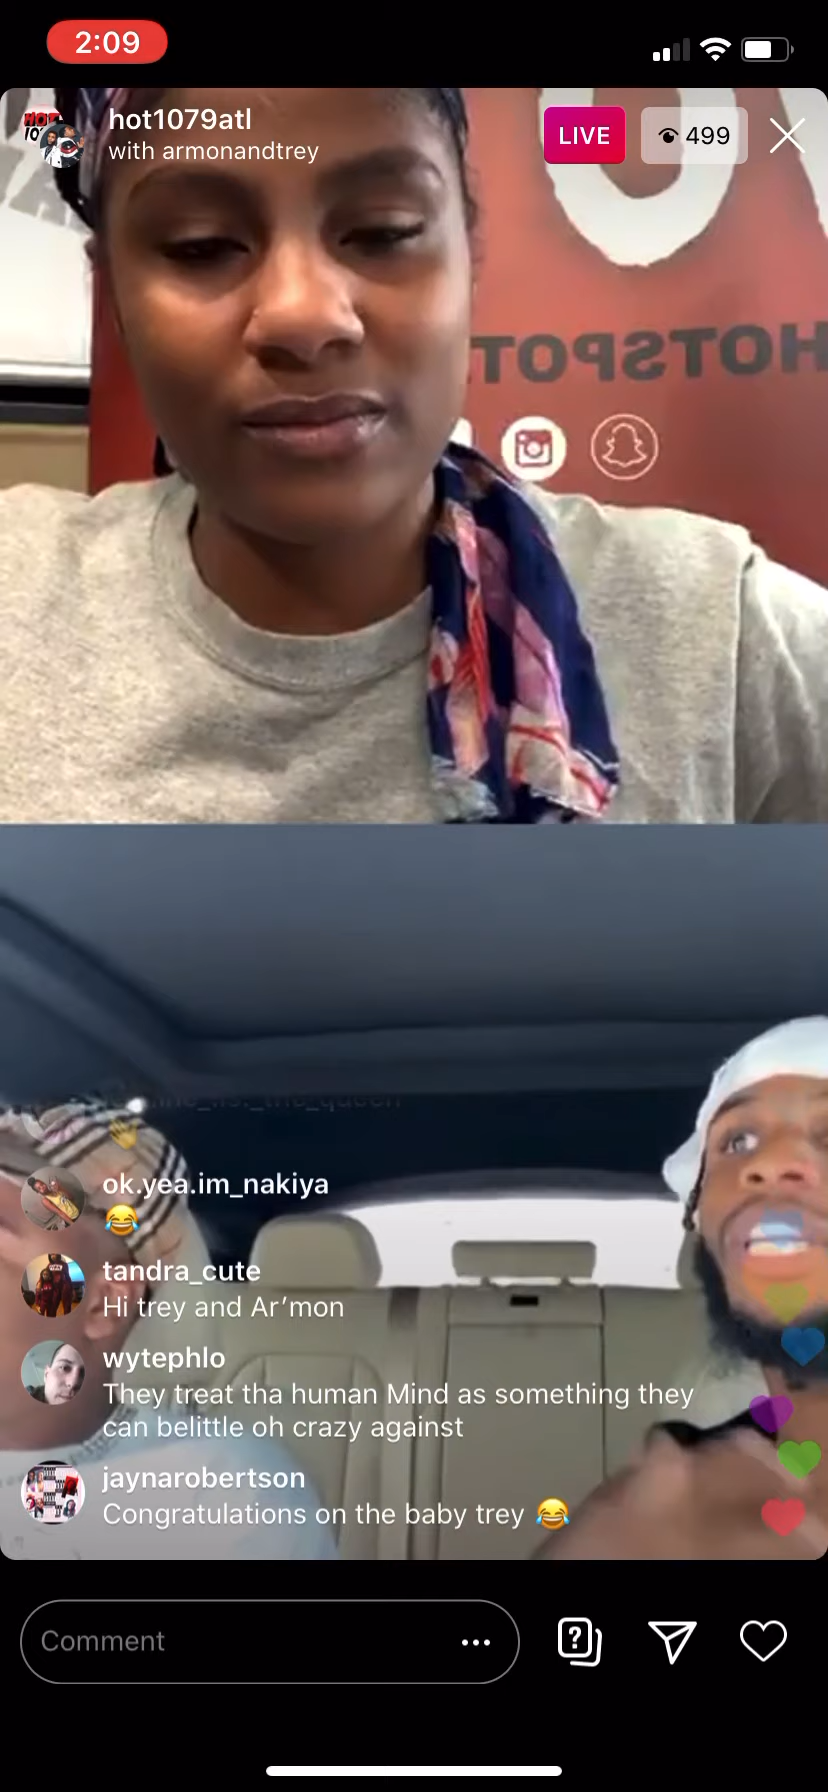 2:09
hot1079atl
with armonandtrey
LIVE
499
HOT
HOTSPOT
ok.yea.im_nakiya
😂
tandra_cute
Hi trey and Ar’mon
wytephlo
They treat tha human Mind as something they
can belittle oh crazy against
jaynarobertson
Congratulations on the baby trey 😂
Comment